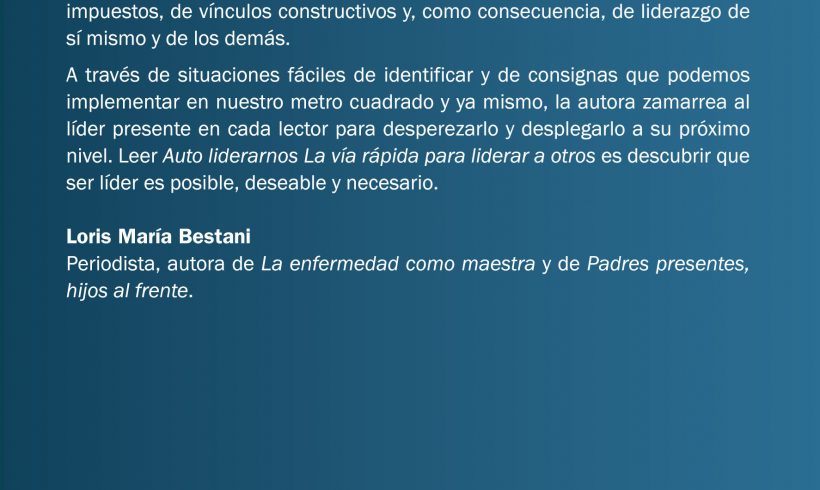 impuestos, de vínculos constructivos y, como consecuencia, de liderazgo de
sí mismo y de los demás.
A través de situaciones fáciles de identificar y de consignas que podemos
implementar en nuestro metro cuadrado y ya mismo, la autora zamarrea al
líder presente en cada lector para desperezarlo y desplegarlo a su próximo
nivel. Leer Auto liderarnos La vía rápida para liderar a otros es descubrir que
ser líder es posible, deseable y necesario.
Loris María Bestani
Periodista, autora de La enfermedad como maestra y de Padres presentes,
hijos al frente.